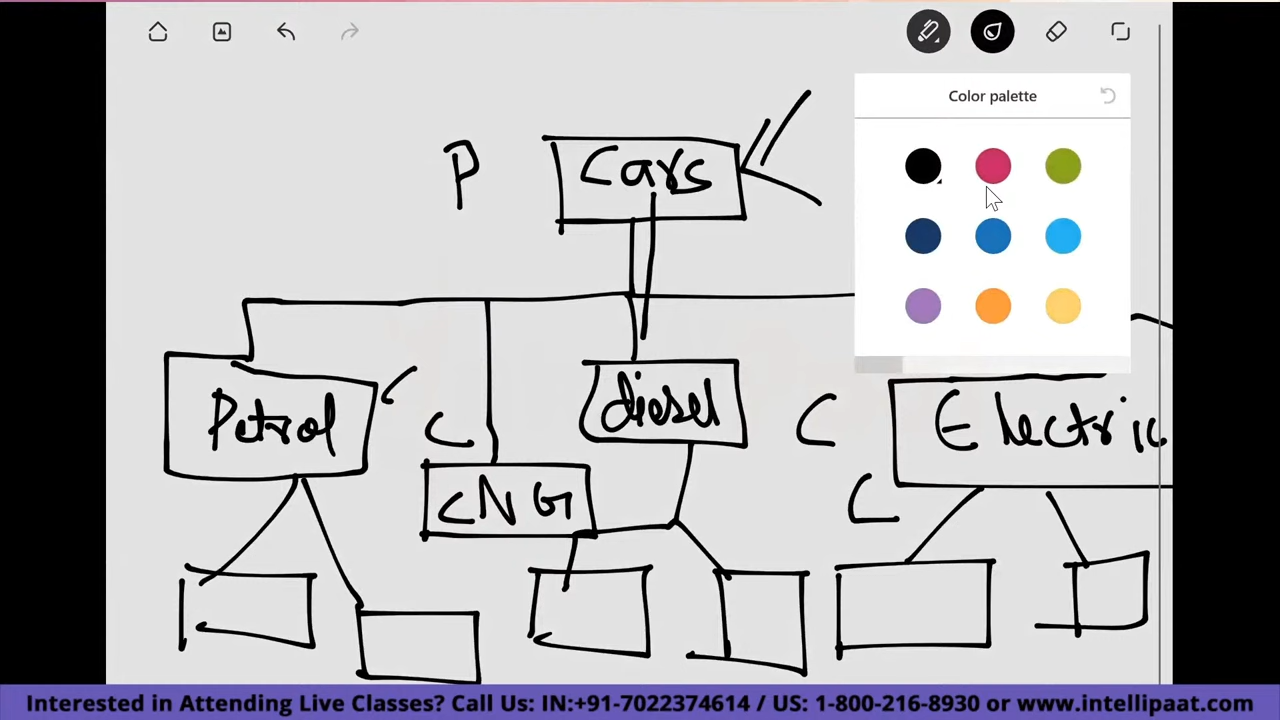 Color palette
P
Cars
Petrol
C
C
diesel
C
Electric
CNG
C
Interested in Attending Live Classes? Call Us: IN:+91-7022374614 / US: 1-800-216-8930 or www.intellipaat.com